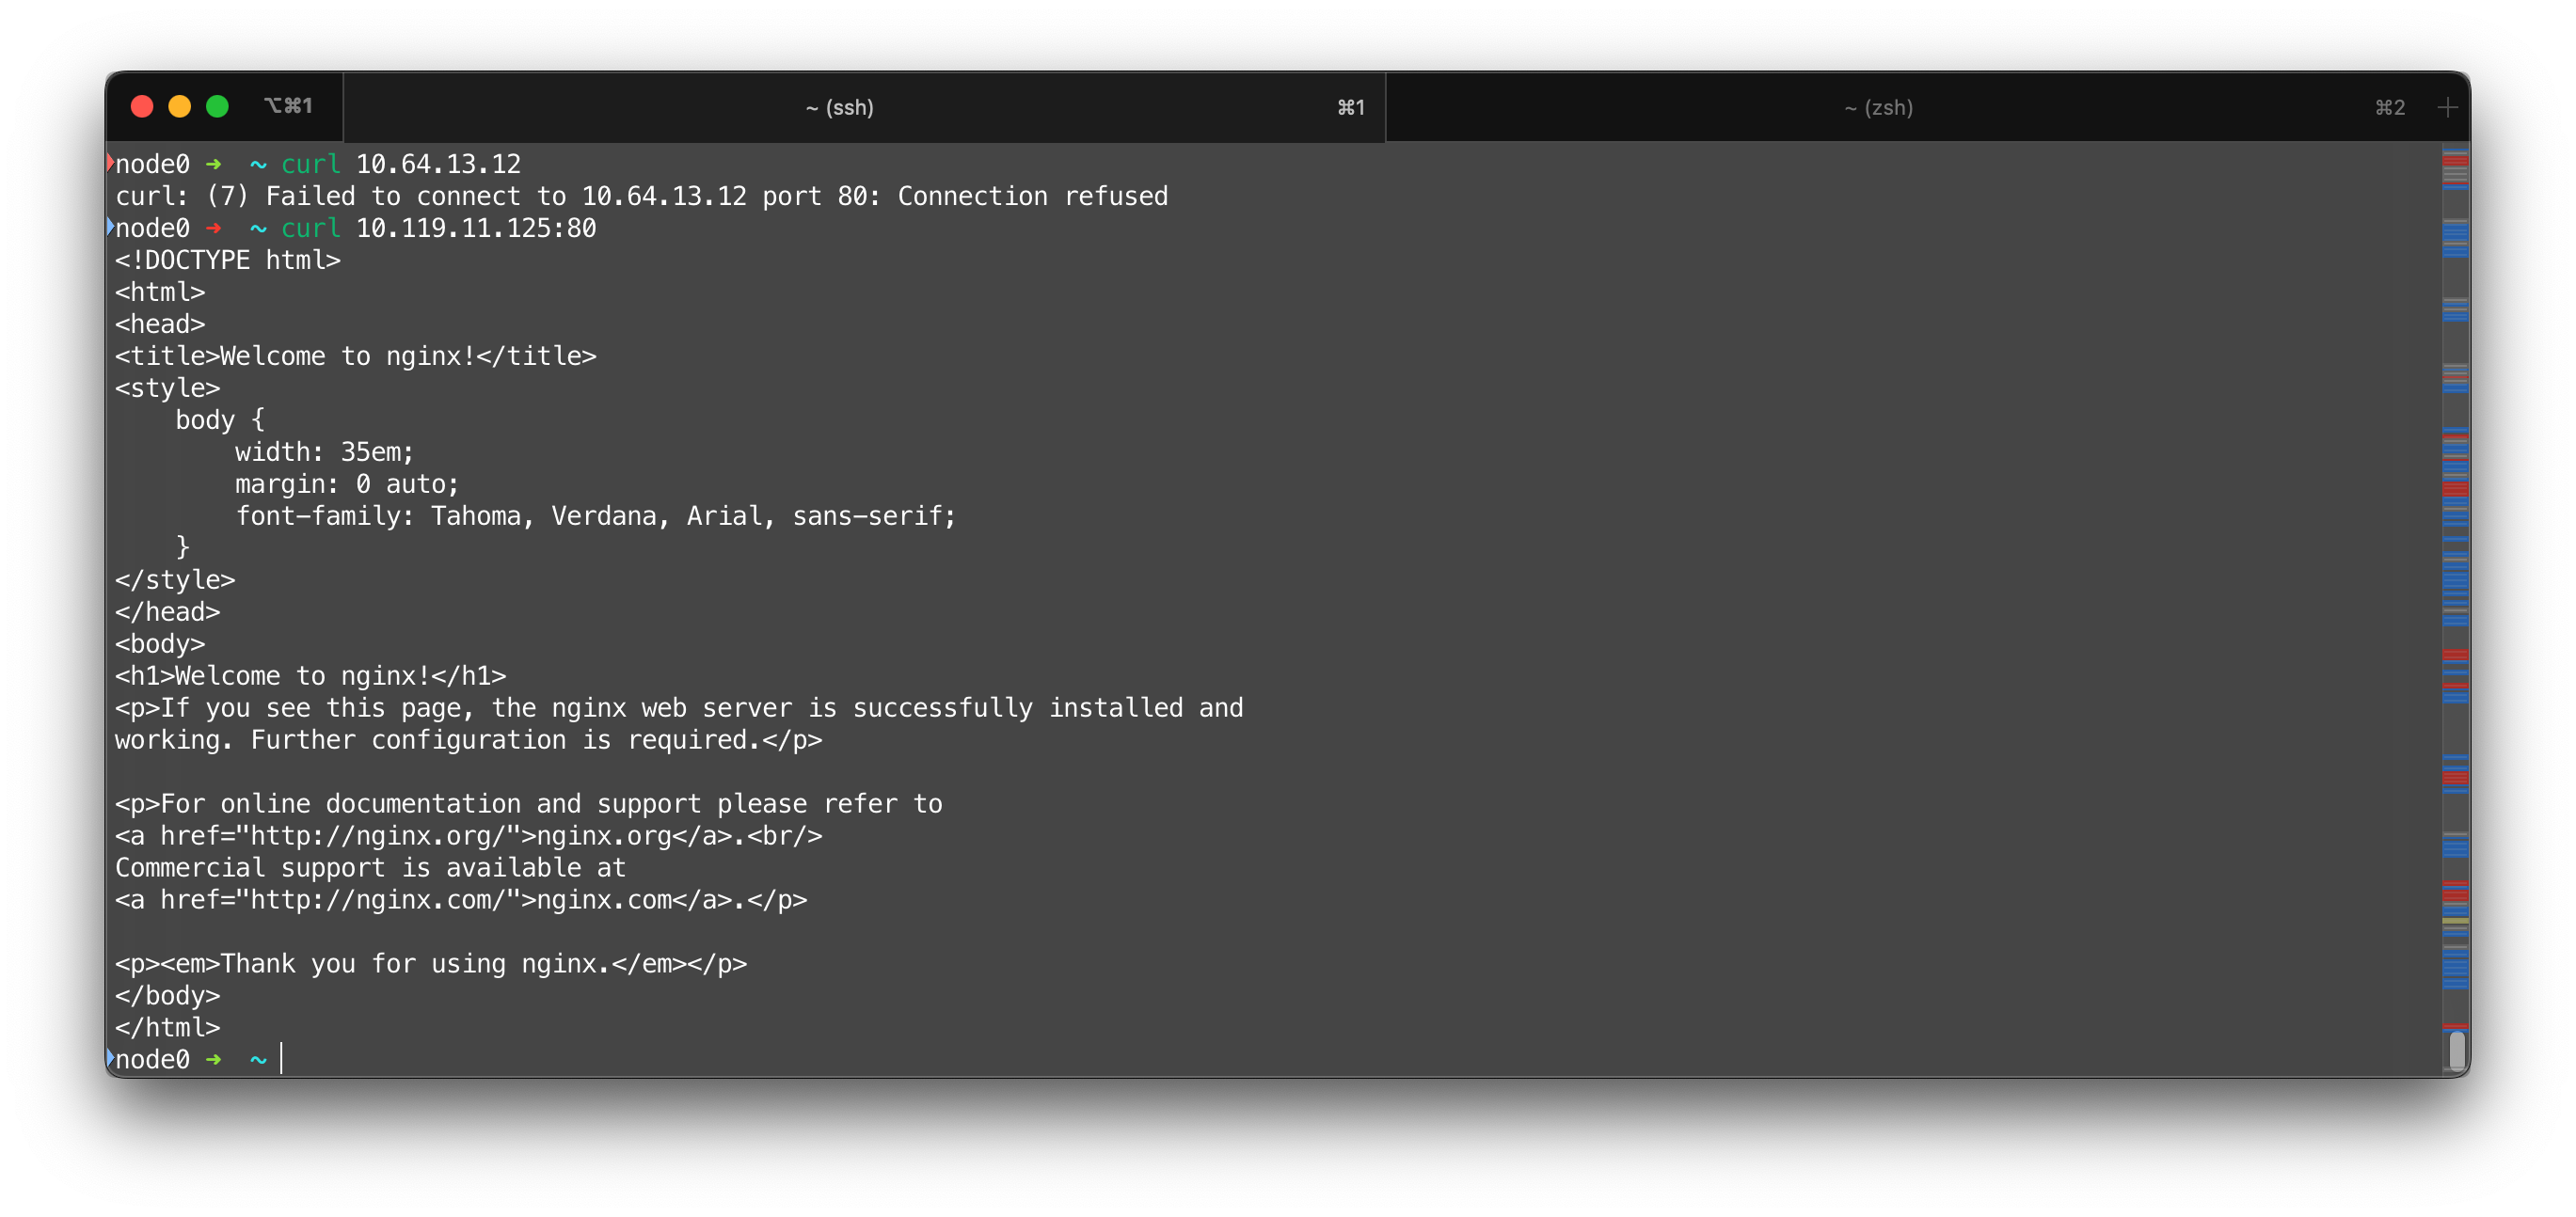 ⌥⌘1 ~ (ssh) ⌘1 ~ (zsh) ⌘2 +
node0 ➜  ~ curl 10.64.13.12
curl: (7) Failed to connect to 10.64.13.12 port 80: Connection refused
node0 ➜  ~ curl 10.119.11.125:80
<!DOCTYPE html>
<html>
<head>
<title>Welcome to nginx!</title>
<style>
    body {
        width: 35em;
        margin: 0 auto;
        font-family: Tahoma, Verdana, Arial, sans-serif;
    }
</style>
</head>
<body>
<h1>Welcome to nginx!</h1>
<p>If you see this page, the nginx web server is successfully installed and
working. Further configuration is required.</p>

<p>For online documentation and support please refer to
<a href="http://nginx.org/">nginx.org</a>.<br/>
Commercial support is available at
<a href="http://nginx.com/">nginx.com</a>.</p>

<p><em>Thank you for using nginx.</em></p>
</body>
</html>
node0 ➜  ~